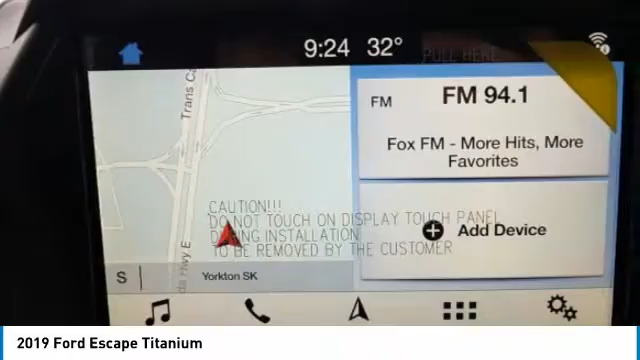 PULL HERE
9:24 32°
Trans Ca
FM
FM 94.1
Fox FM - More Hits, More
Favorites
CAUTION!!!
DO NOT TOUCH ON DISPLAY TOUCH PANEL
DURING INSTALLATION
TO BE REMOVED BY THE CUSTOMER
Add Device
da Hwy E
S
Yorkton SK
2019 Ford Escape Titanium